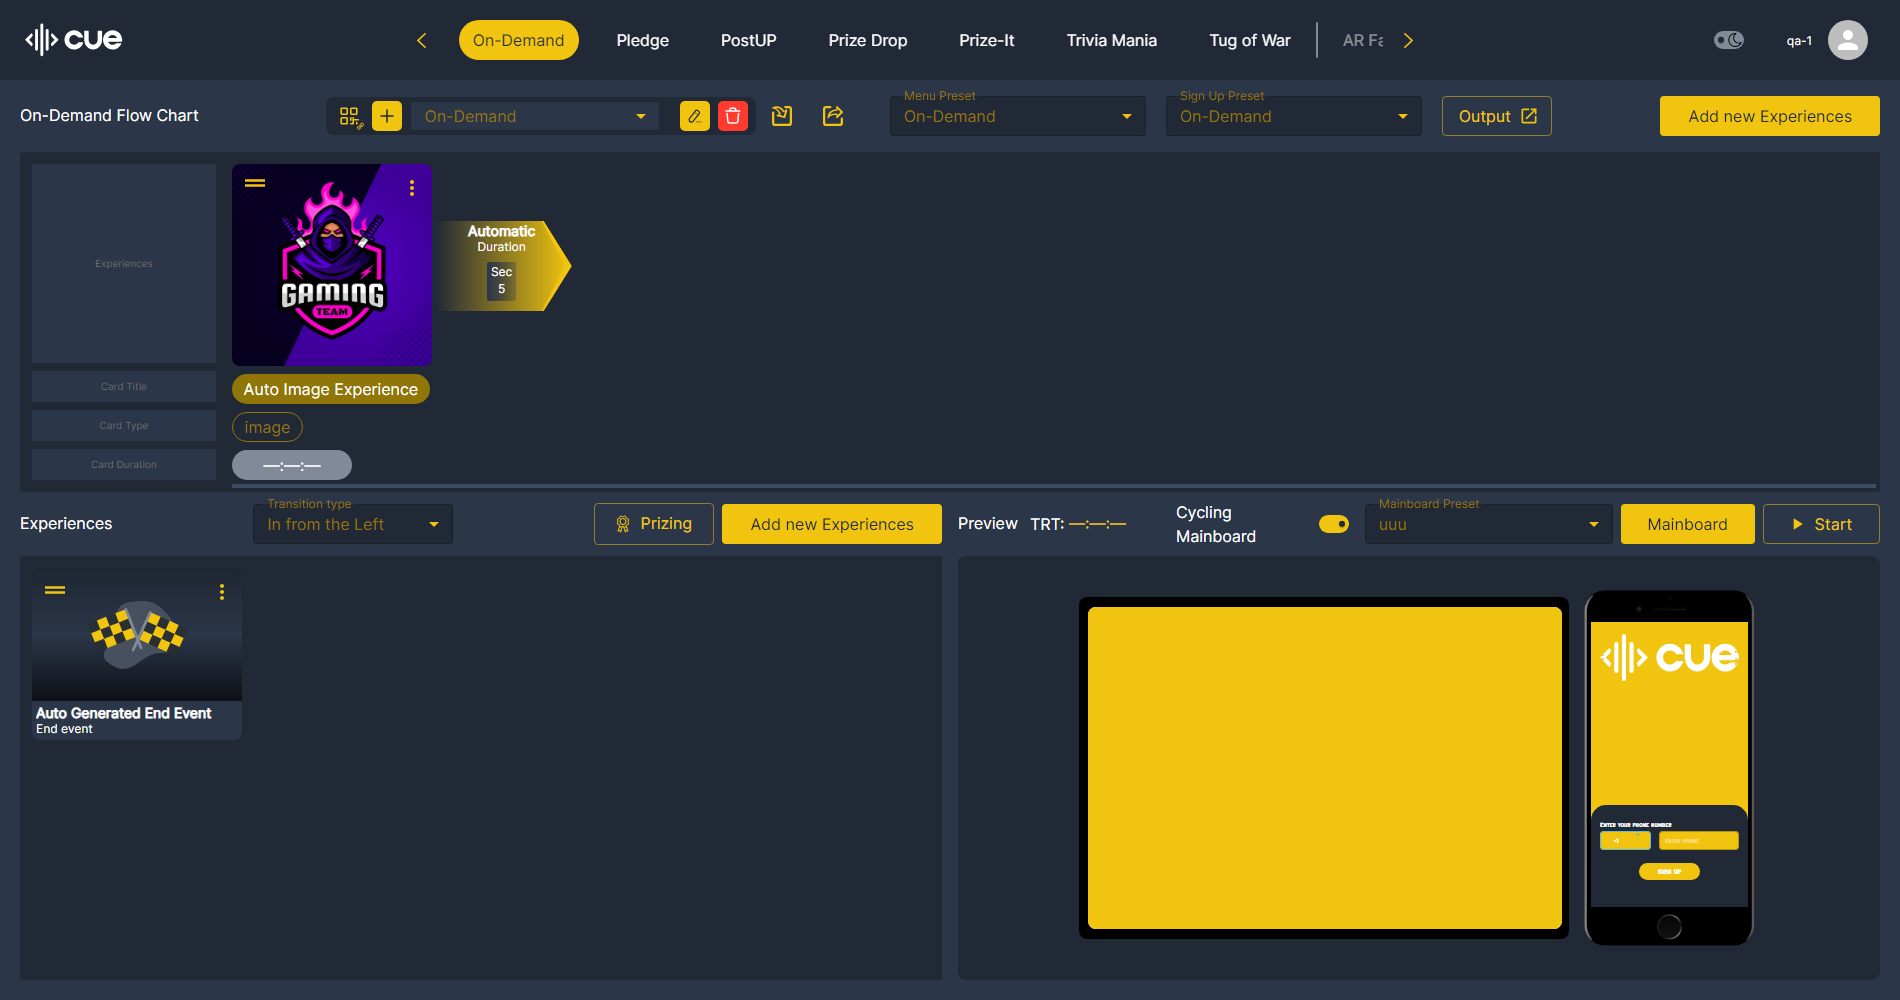 cue
On-Demand
Pledge
PostUP
Prize Drop
Prize-It
Trivia Mania
Tug of War
AR Fa
qa-1
On-Demand Flow Chart
On-Demand
Menu Preset
On-Demand
Sign Up Preset
On-Demand
Output
Add new Experiences
Experiences
GAMING
TEAM
Automatic
Duration
Sec
5
Card Title
Auto Image Experience
Card Type
image
Card Duration
—:—:—
Experiences
Transition type
In from the Left
Prizing
Add new Experiences
Preview
TRT: —:—:—
Cycling
Mainboard
Mainboard Preset
uuu
Mainboard
Start
Auto Generated End Event
End event
cue
Enter your phone number
+1
Enter phone
Sign up